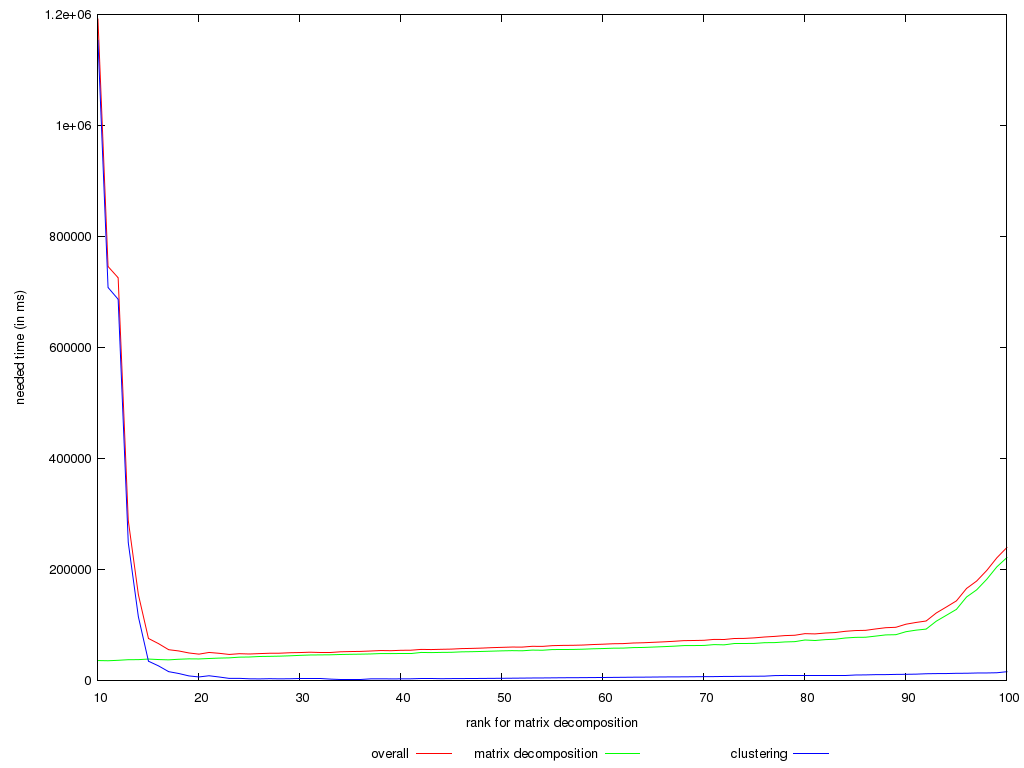 1.2e+06
1e+06
800000
600000
400000
200000
0
needed time (in ms)
10 20 30 40 50 60 70 80 90 100
rank for matrix decomposition
overall matrix decomposition clustering